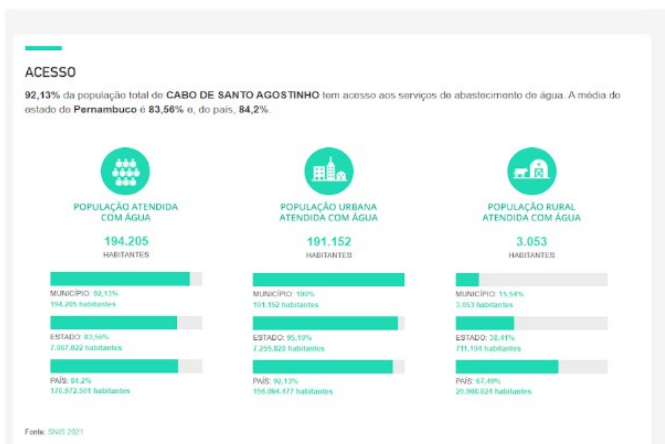 ACESSO
92,13% da população total de CABO DE SANTO AGOSTINHO tem acesso aos serviços de abastecimento de água. A média do
estado de Pernambuco é 83,56% e, do país, 84,2%.
POPULAÇÃO ATENDIDA
COM ÁGUA
194.205
HABITANTES
MUNICÍPIO: 92,13%
194.205 habitantes
ESTADO: 83,56%
7.967.022 habitantes
PAÍS: 84,2%
176.972.501 habitantes
POPULAÇÃO URBANA
ATENDIDA COM ÁGUA
191.152
HABITANTES
MUNICÍPIO: 100%
191.152 habitantes
ESTADO: 95,19%
7.255.828 habitantes
PAÍS: 92,13%
156.064.477 habitantes
POPULAÇÃO RURAL
ATENDIDA COM ÁGUA
3.053
HABITANTES
MUNICÍPIO: 15,54%
3.053 habitantes
ESTADO: 38,41%
711.194 habitantes
PAÍS: 67,49%
20.908.024 habitantes
Fonte: SNIS 2021